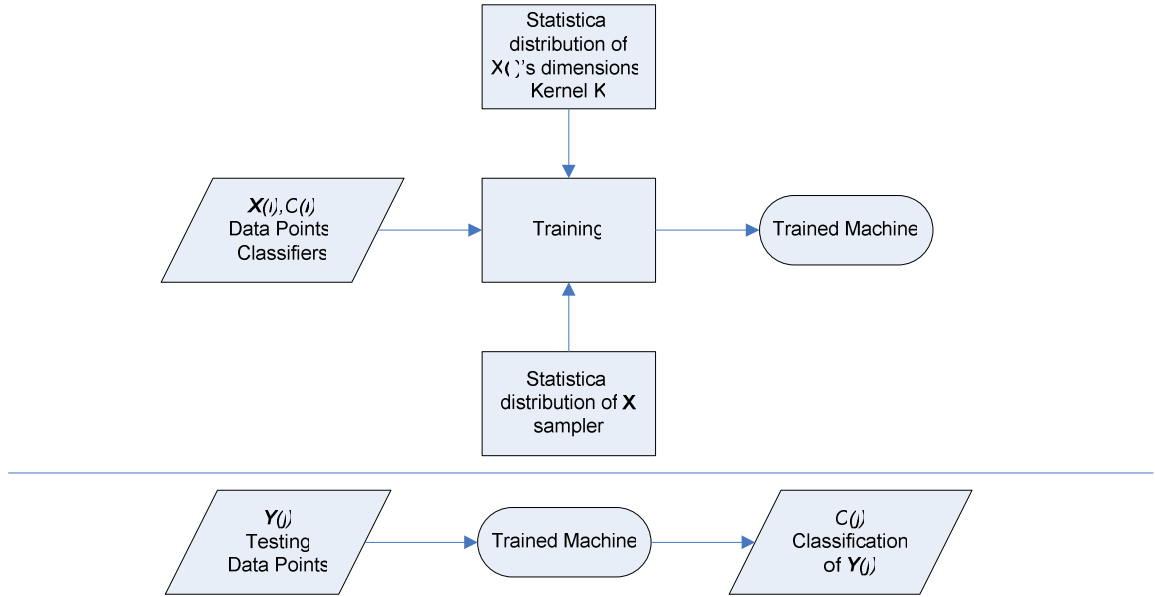 Statistica
distribution of
X( )'s dimensions
Kernel K
X(i),C(i)
Data Points
Classifiers
Training
Trained Machine
Statistica
distribution of X
sampler
Y(j)
Testing
Data Points
Trained Machine
C(j)
Classification
of Y(j)